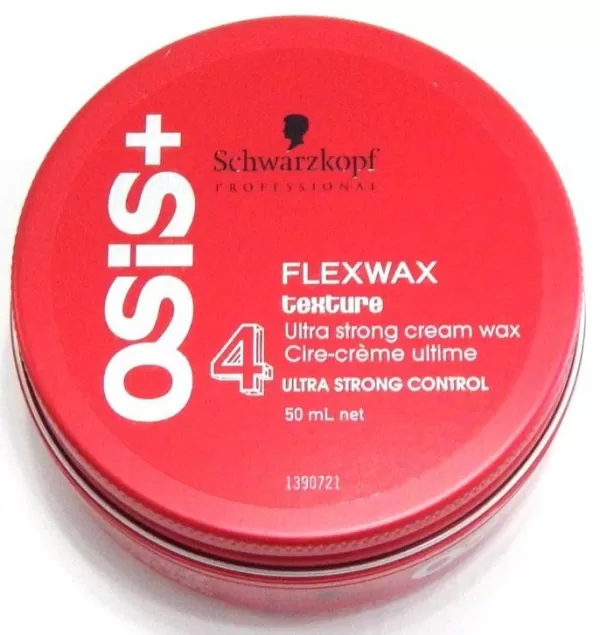 OSiS+
Schwarzkopf
PROFESSIONAL
FLEXWAX
texture
4
Ultra strong cream wax
Cire-crème ultime
ULTRA STRONG CONTROL
50 mL net
1390721